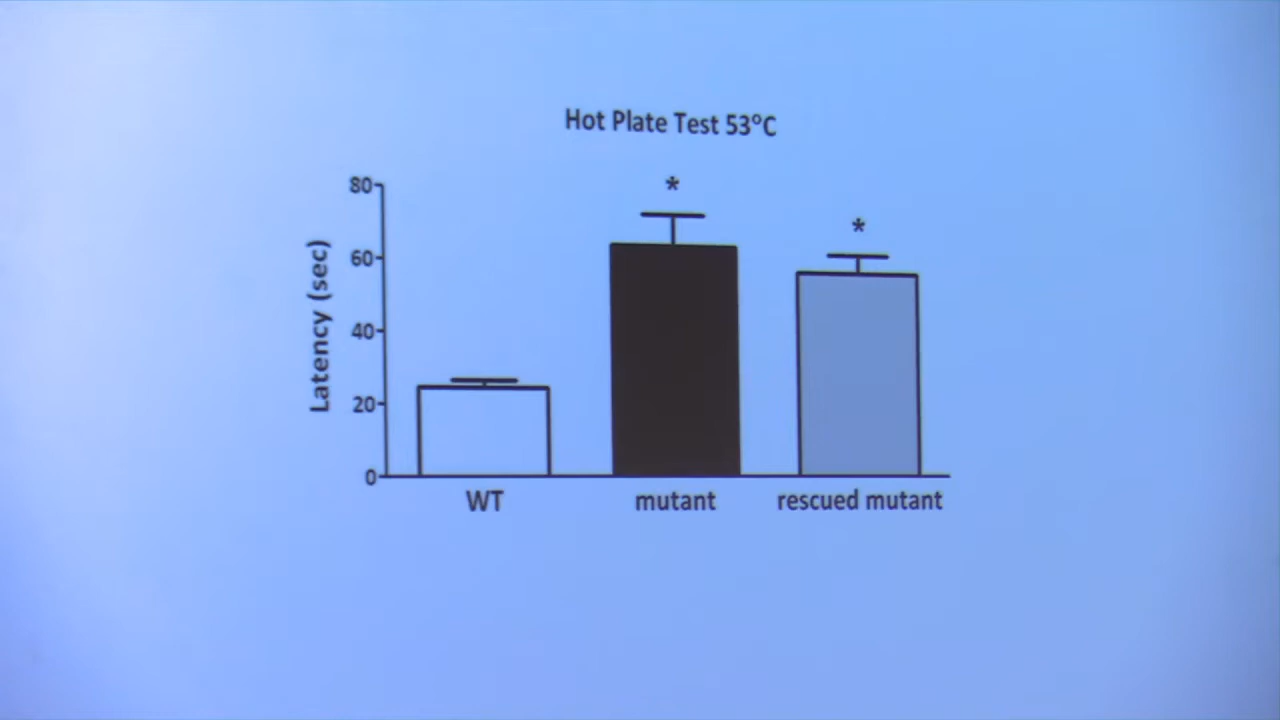 Hot Plate Test 53°C
*
*
80
60
40
20
0
Latency (sec)
WT
mutant
rescued mutant